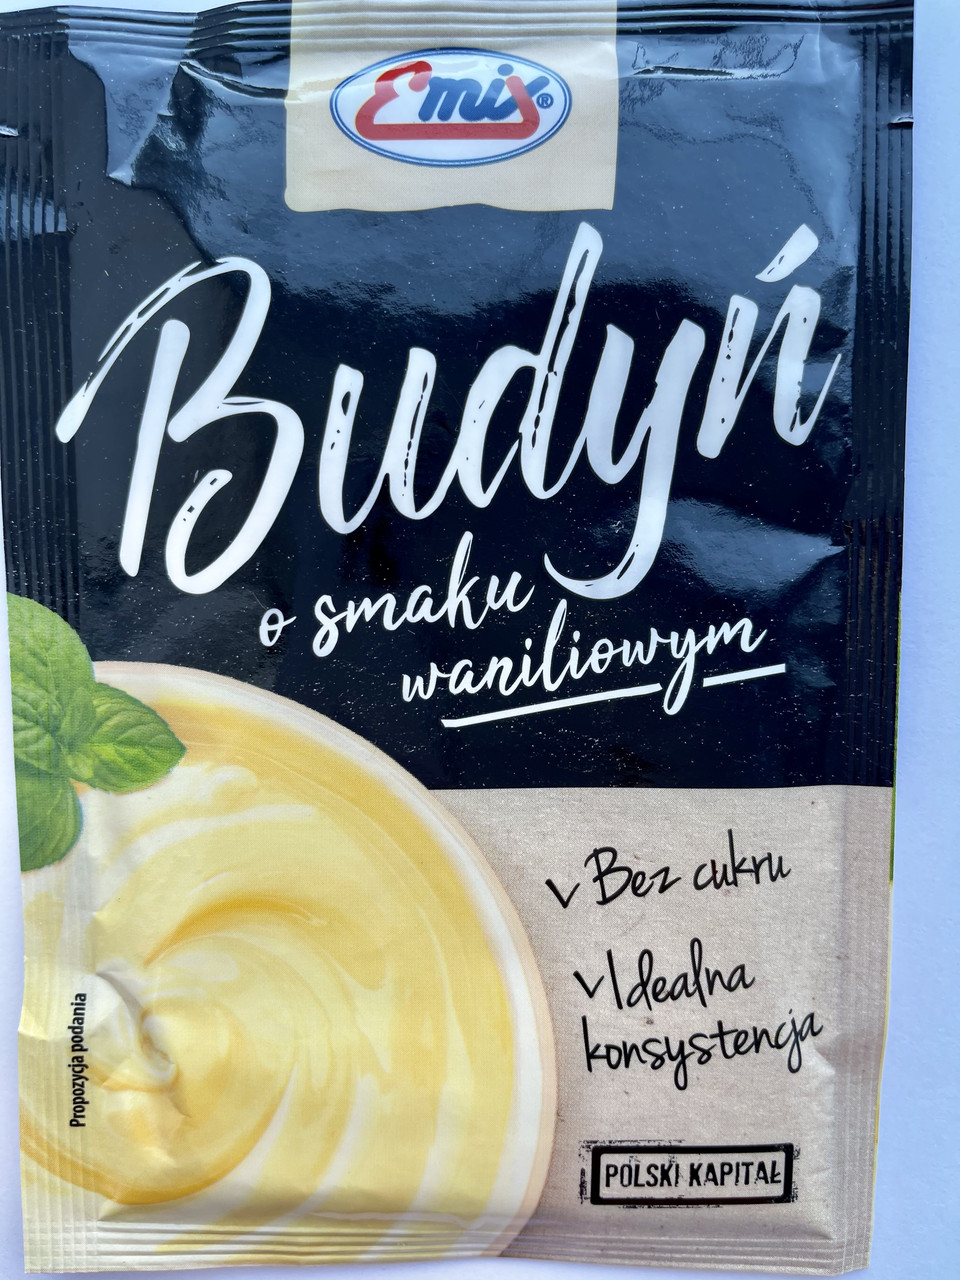 Emix®
Budyń
o smaku
waniliowym
Bez cukru
Idealna
konsystencja
Propozycja podania
POLSKI KAPITAŁ